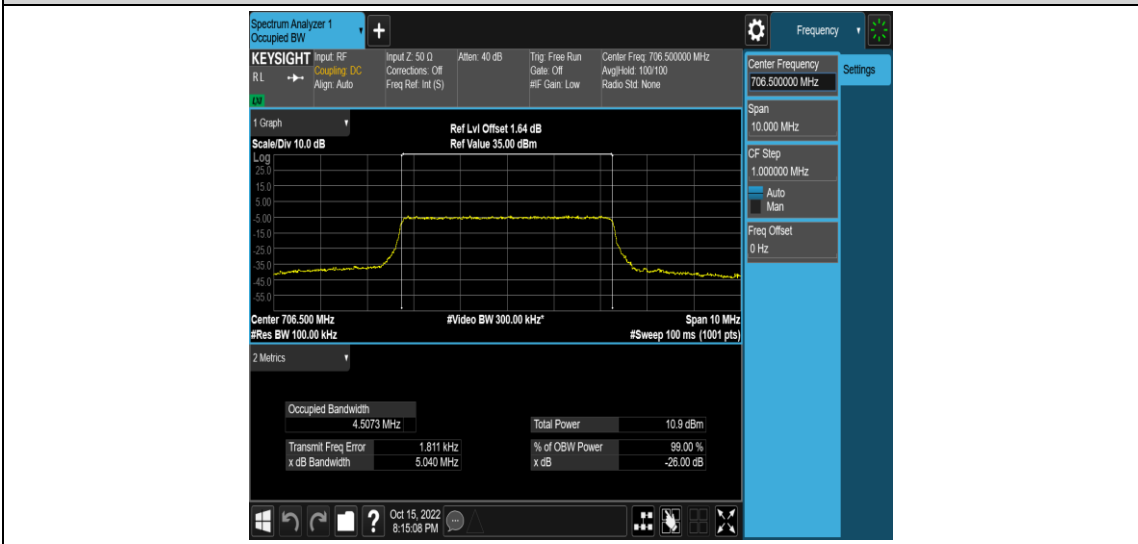 Spectrum Analyzer 1
Occupied BW
+
Frequency
KEYSIGHT Input: RF Input Z: 50 Ω Atten: 40 dB Trig: Free Run Center Freq: 706.500000 MHz
R L Coupling: DC Corrections: Off Gate: Off Avg|Hold: 100/100
Align: Auto Freq Ref: Int (S) #IF Gain: Low Radio Std: None
LXI
Center Frequency
706.500000 MHz
Settings
Span
10.000 MHz
CF Step
1.000000 MHz
Auto
Man
Freq Offset
0 Hz
1 Graph
Ref Lvl Offset 1.64 dB
Scale/Div 10.0 dB Ref Value 35.00 dBm
Log
25.0
15.0
5.00
-5.00
-15.0
-25.0
-35.0
-45.0
-55.0
Center 706.500 MHz #Video BW 300.00 kHz* Span 10 MHz
#Res BW 100.00 kHz #Sweep 100 ms (1001 pts)
2 Metrics
Occupied Bandwidth
4.5073 MHz Total Power 10.9 dBm
Transmit Freq Error 1.811 kHz % of OBW Power 99.00 %
x dB Bandwidth 5.040 MHz x dB -26.00 dB
? Oct 15, 2022
8:15:08 PM